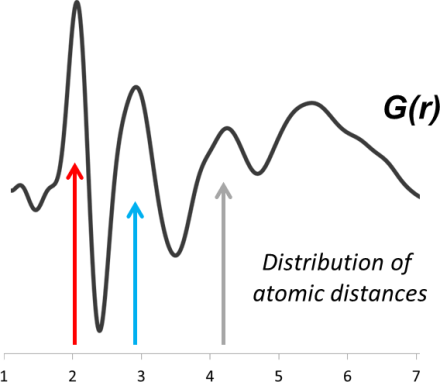 G(r)
Distribution of
atomic distances
1 2 3 4 5 6 7